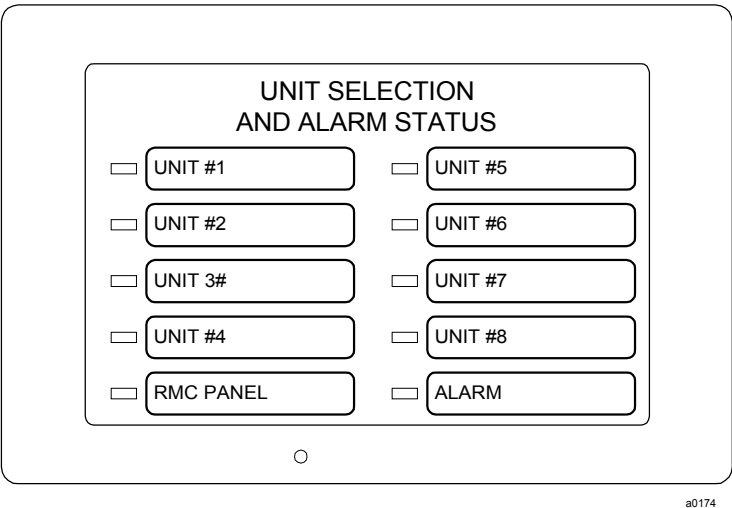 UNIT SELECTION
AND ALARM STATUS
UNIT #1
UNIT #2
UNIT 3#
UNIT #4
RMC PANEL
UNIT #5
UNIT #6
UNIT #7
UNIT #8
ALARM
a0174